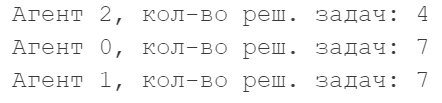 Агент 2, кол-во реш. задач: 4
Агент 0, кол-во реш. задач: 7
Агент 1, кол-во реш. задач: 7